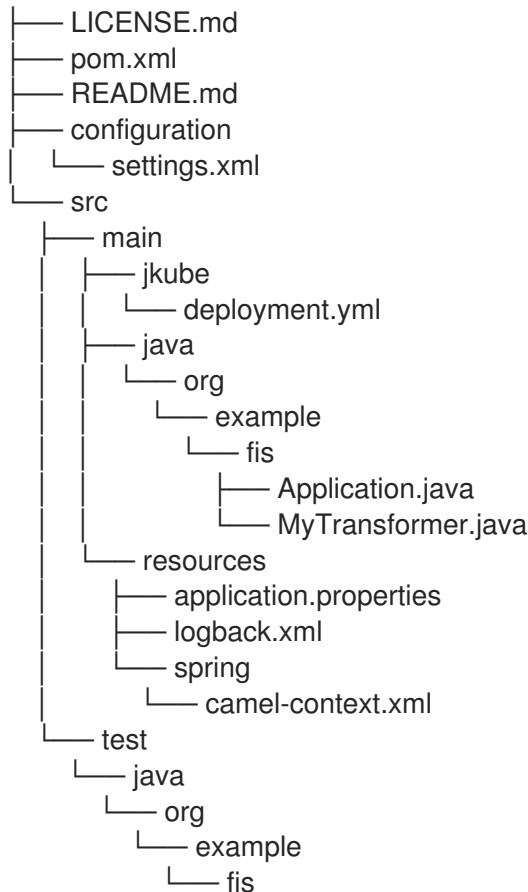 ├── LICENSE.md
├── pom.xml
├── README.md
├── configuration
│   └── settings.xml
└── src
    ├── main
    │   ├── jkube
    │   │   └── deployment.yml
    │   ├── java
    │   │   └── org
    │   │       └── example
    │   │           └── fis
    │   │               ├── Application.java
    │   │               └── MyTransformer.java
    │   └── resources
    │       ├── application.properties
    │       ├── logback.xml
    │       └── spring
    │           └── camel-context.xml
    └── test
        └── java
            └── org
                └── example
                    └── fis